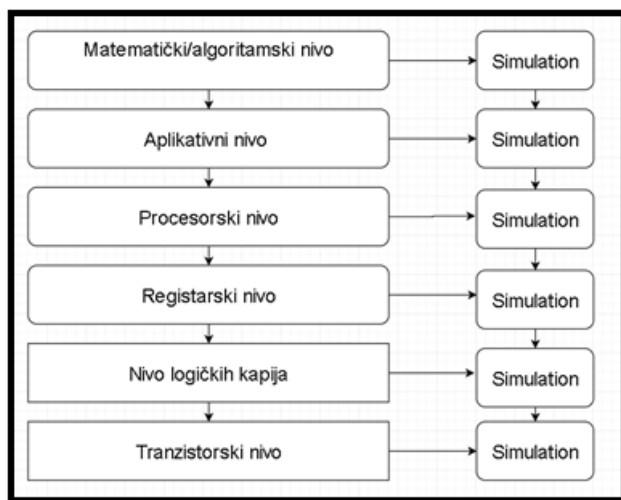 Matematički/algoritamski nivo
Simulation
Aplikativni nivo
Simulation
Procesorski nivo
Simulation
Registarski nivo
Simulation
Nivo logičkih kapija
Simulation
Tranzistorski nivo
Simulation